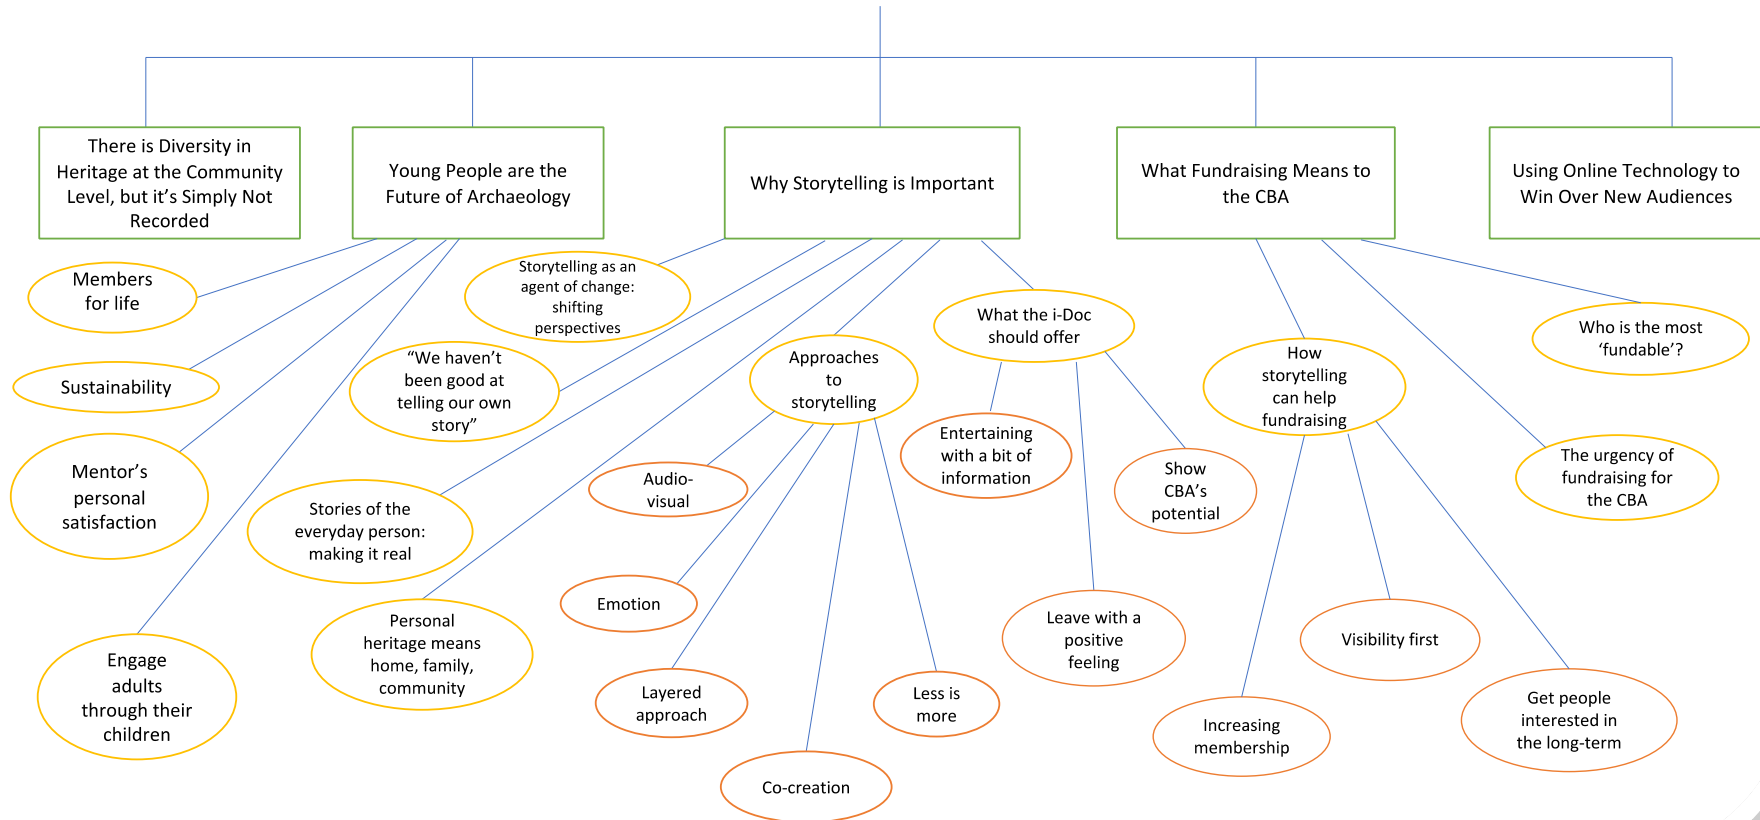 There is Diversity in
Heritage at the Community
Level, but it's Simply Not
Recorded
Young People are the
Future of Archaeology
Why Storytelling is Important
What Fundraising Means to
the CBA
Using Online Technology to
Win Over New Audiences
Members
for life
Sustainability
Mentor's
personal
satisfaction
Engage
adults
through their
children
Storytelling as an
agent of change:
shifting
perspectives
“We haven't
been good at
telling our own
story”
Stories of the
everyday person:
making it real
Personal
heritage means
home, family,
community
Approaches
to
storytelling
Audio-
visual
Emotion
Layered
approach
Co-creation
Less is
more
What the i-Doc
should offer
Entertaining
with a bit of
information
Leave with a
positive
feeling
Show
CBA's
potential
How
storytelling
can help
fundraising
Increasing
membership
Visibility first
Get people
interested in
the long-term
The urgency of
fundraising for
the CBA
Who is the most
‘fundable’?